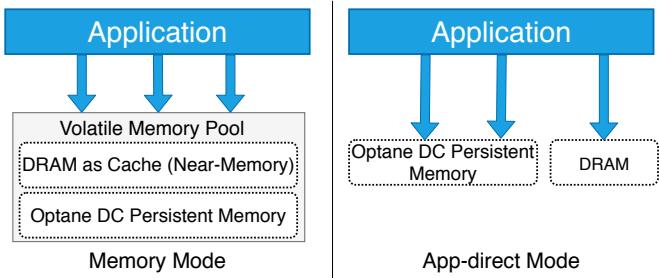 Application
Volatile Memory Pool
DRAM as Cache (Near-Memory)
Optane DC Persistent Memory
Memory Mode
Application
Optane DC Persistent
Memory
DRAM
App-direct Mode